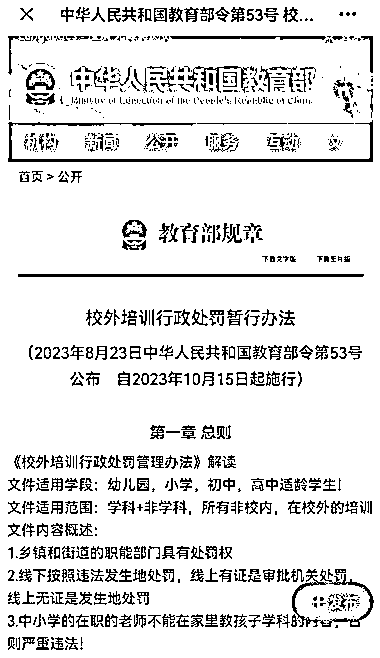 中华人民共和国教育部令第53号 校...
中华人民共和国教育部
Ministry of Education of the People's Republic of China
机构 新闻 公开 服务 互动 文
首页 > 公开
教育部规章
下载文字版 下载图片版
校外培训行政处罚暂行办法
（2023年8月23日中华人民共和国教育部令第53号
公布 自2023年10月15日起施行）
第一章 总则
《校外培训行政处罚管理办法》解读
文件适用学段：幼儿园，小学，初中，高中适龄学生！
文件适用范围：学科+非学科，所有非校内，在校外的培训
文件内容概述：
1.乡镇和街道的职能部门具有处罚权
2.线下按照违法发生地处罚，线上有证是审批机关处罚，
线上无证是发生地处罚
发布
3.中小学的在职的老师不能在家里教孩子学科的内容，否
则严重违法！